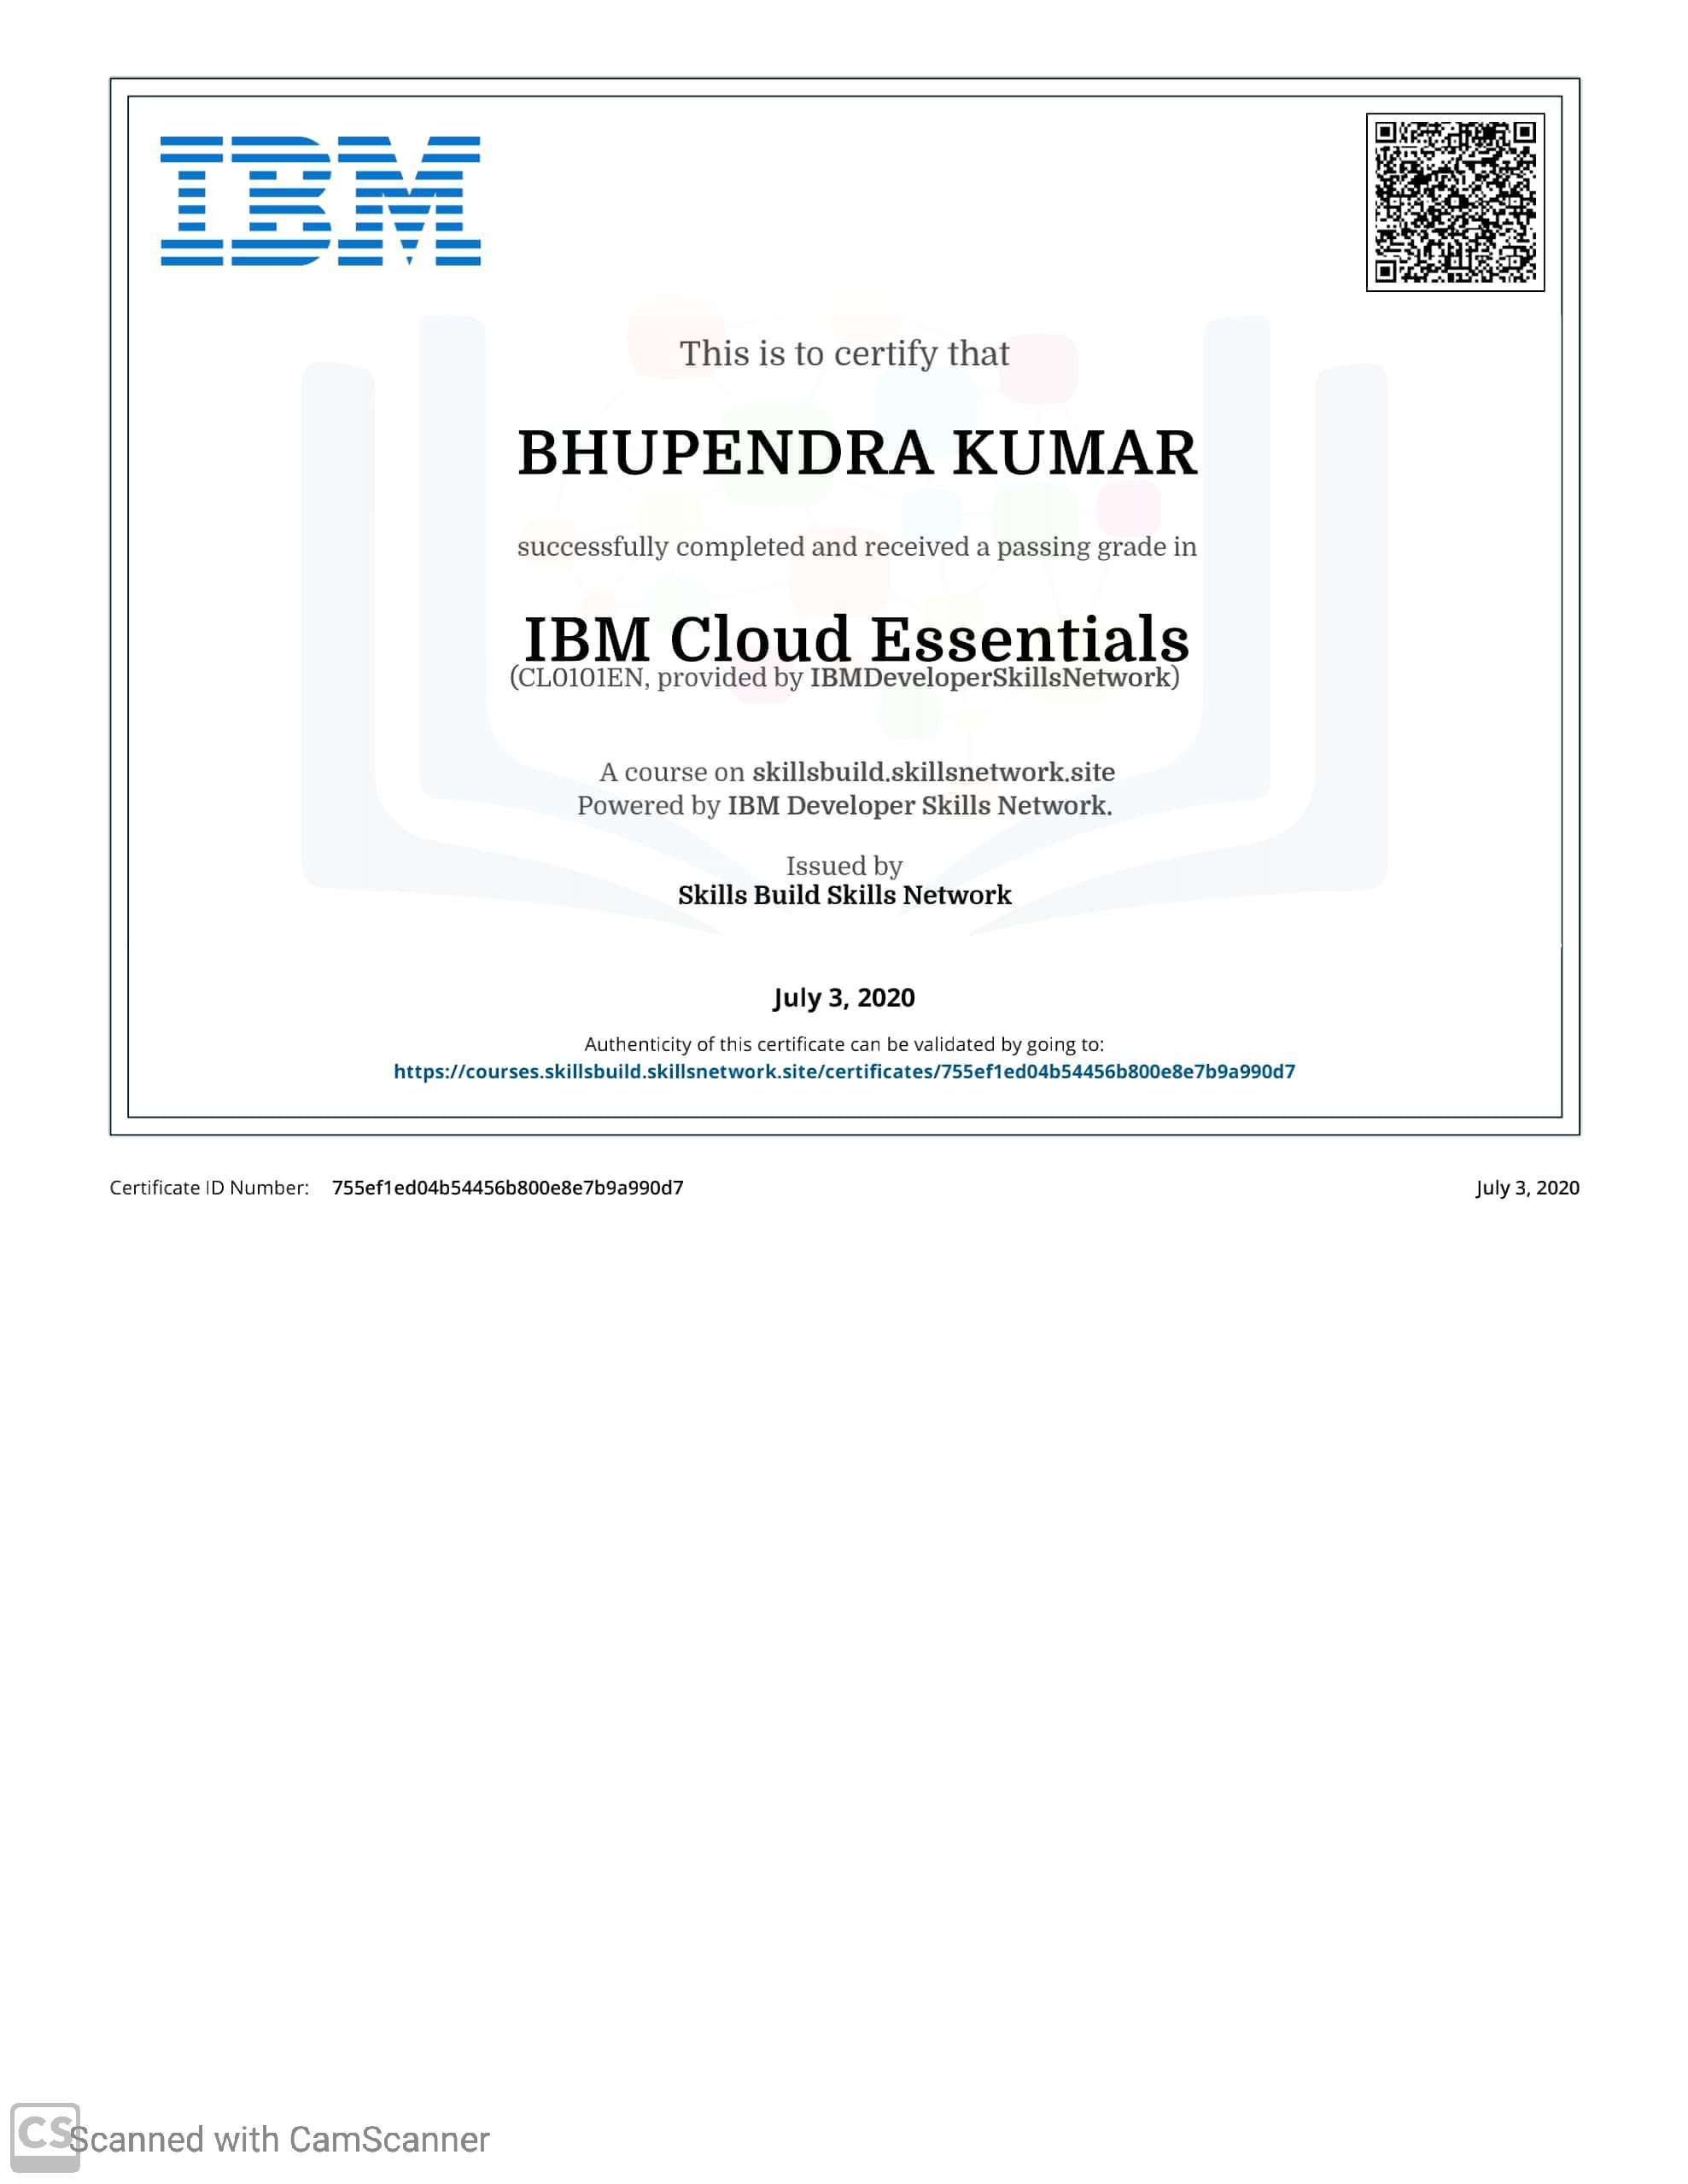 IBM
This is to certify that
BHUPENDRA KUMAR
successfully completed and received a passing grade in
IBM Cloud Essentials
(CL0101EN, provided by IBMDeveloperSkillsNetwork)
A course on skillsbuild.skillsnetwork.site
Powered by IBM Developer Skills Network.
Issued by
Skills Build Skills Network
July 3, 2020
Authenticity of this certificate can be validated by going to:
https://courses.skillsbuild.skillsnetwork.site/certificates/755ef1ed04b54456b800e8e7b9a990d7
Certificate ID Number: 755ef1ed04b54456b800e8e7b9a990d7 July 3, 2020
CS Scanned with CamScanner